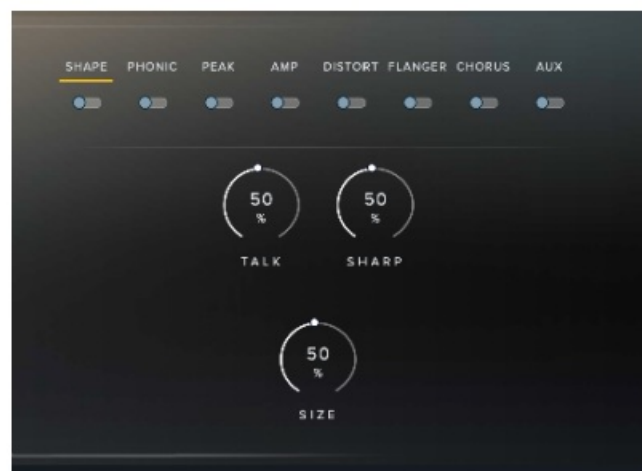 SHAPE PHONIC PEAK AMP DISTORT FLANGER CHORUS AUX
50 50
% %
TALK SHARP
50
%
SIZE